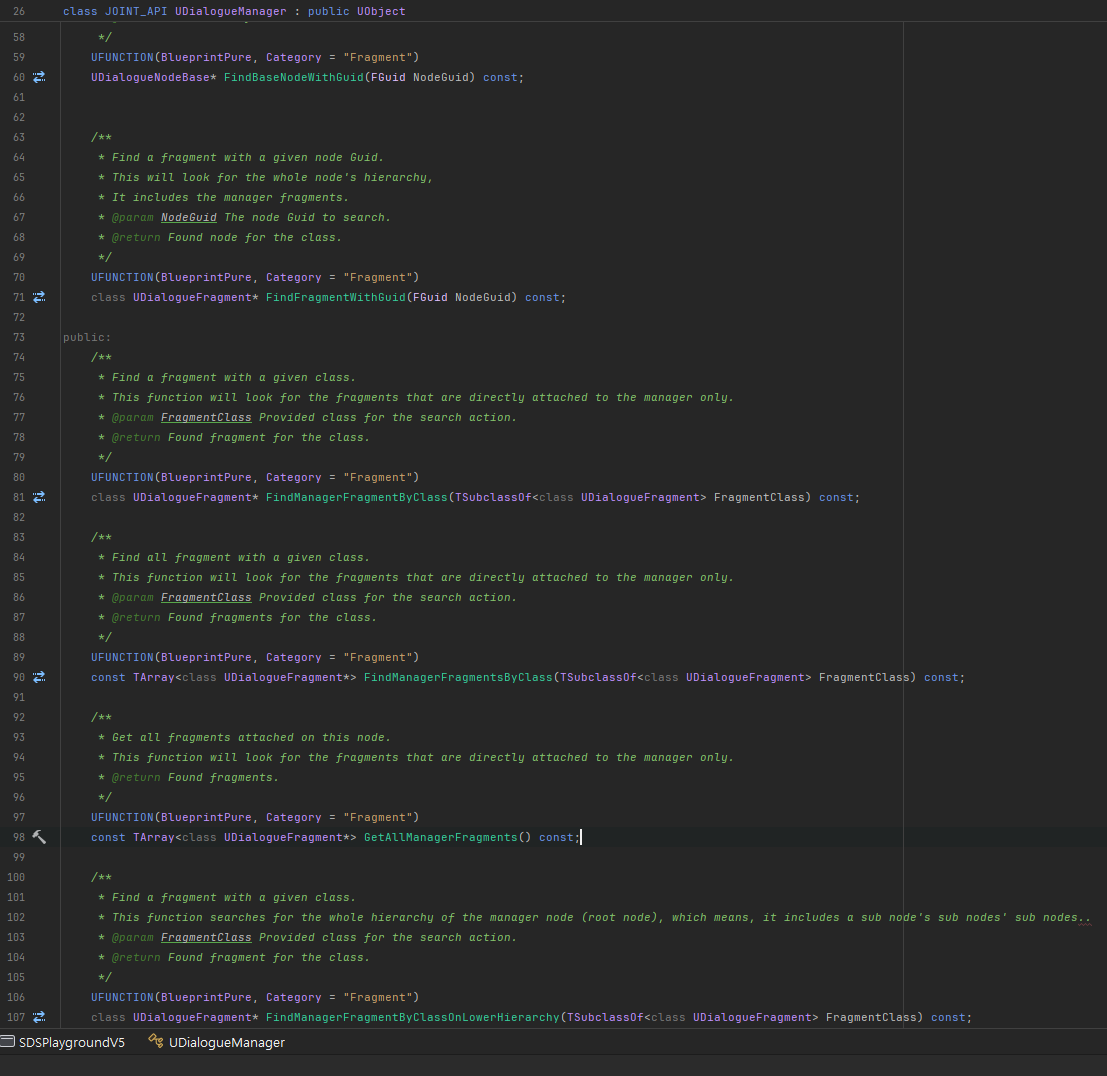 26 class JOINT_API UDialogueManager : public UObject
58 */
59 UFUNCTION(BlueprintPure, Category = "Fragment")
60 UDialogueNodeBase* FindBaseNodeWithGuid(FGuid NodeGuid) const;
61
62
63 /**
64 * Find a fragment with a given node Guid.
65 * This will look for the whole node's hierarchy,
66 * It includes the manager fragments.
67 * @param NodeGuid The node Guid to search.
68 * @return Found node for the class.
69 */
70 UFUNCTION(BlueprintPure, Category = "Fragment")
71 class UDialogueFragment* FindFragmentWithGuid(FGuid NodeGuid) const;
72
73 public:
74 /**
75 * Find a fragment with a given class.
76 * This function will look for the fragments that are directly attached to the manager only.
77 * @param FragmentClass Provided class for the search action.
78 * @return Found fragment for the class.
79 */
80 UFUNCTION(BlueprintPure, Category = "Fragment")
81 class UDialogueFragment* FindManagerFragmentByClass(TSubclassOf<class UDialogueFragment> FragmentClass) const;
82
83 /**
84 * Find all fragment with a given class.
85 * This function will look for the fragments that are directly attached to the manager only.
86 * @param FragmentClass Provided class for the search action.
87 * @return Found fragments for the class.
88 */
89 UFUNCTION(BlueprintPure, Category = "Fragment")
90 const TArray<class UDialogueFragment*> FindManagerFragmentsByClass(TSubclassOf<class UDialogueFragment> FragmentClass) const;
91
92 /**
93 * Get all fragments attached on this node.
94 * This function will look for the fragments that are directly attached to the manager only.
95 * @return Found fragments.
96 */
97 UFUNCTION(BlueprintPure, Category = "Fragment")
98 const TArray<class UDialogueFragment*> GetAllManagerFragments() const;
99
100 /**
101 * Find a fragment with a given class.
102 * This function searches for the whole hierarchy of the manager node (root node), which means, it includes a sub node's sub nodes' sub nodes..
103 * @param FragmentClass Provided class for the search action.
104 * @return Found fragment for the class.
105 */
106 UFUNCTION(BlueprintPure, Category = "Fragment")
107 class UDialogueFragment* FindManagerFragmentByClassOnLowerHierarchy(TSubclassOf<class UDialogueFragment> FragmentClass) const;
SDSPlaygroundV5 UDialogueManager